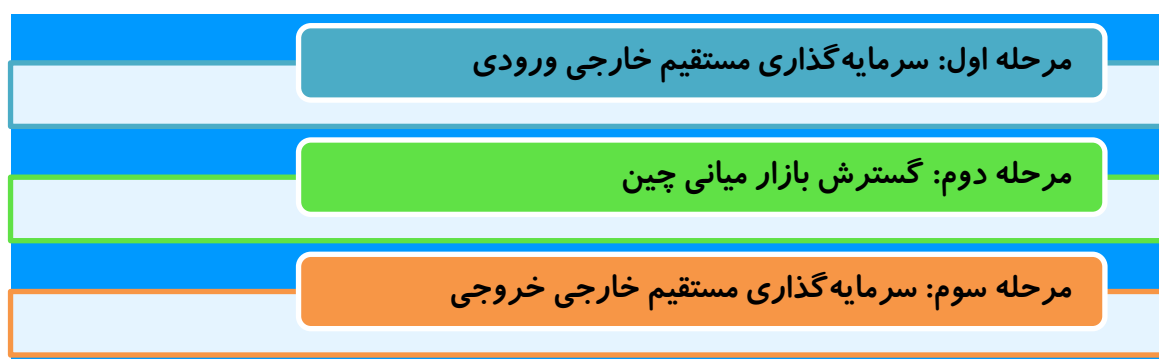 مرحله اول: سرمایه‌گذاری مستقیم خارجی ورودی
مرحله دوم: گسترش بازار میانی چین
مرحله سوم: سرمایه‌گذاری مستقیم خارجی خروجی